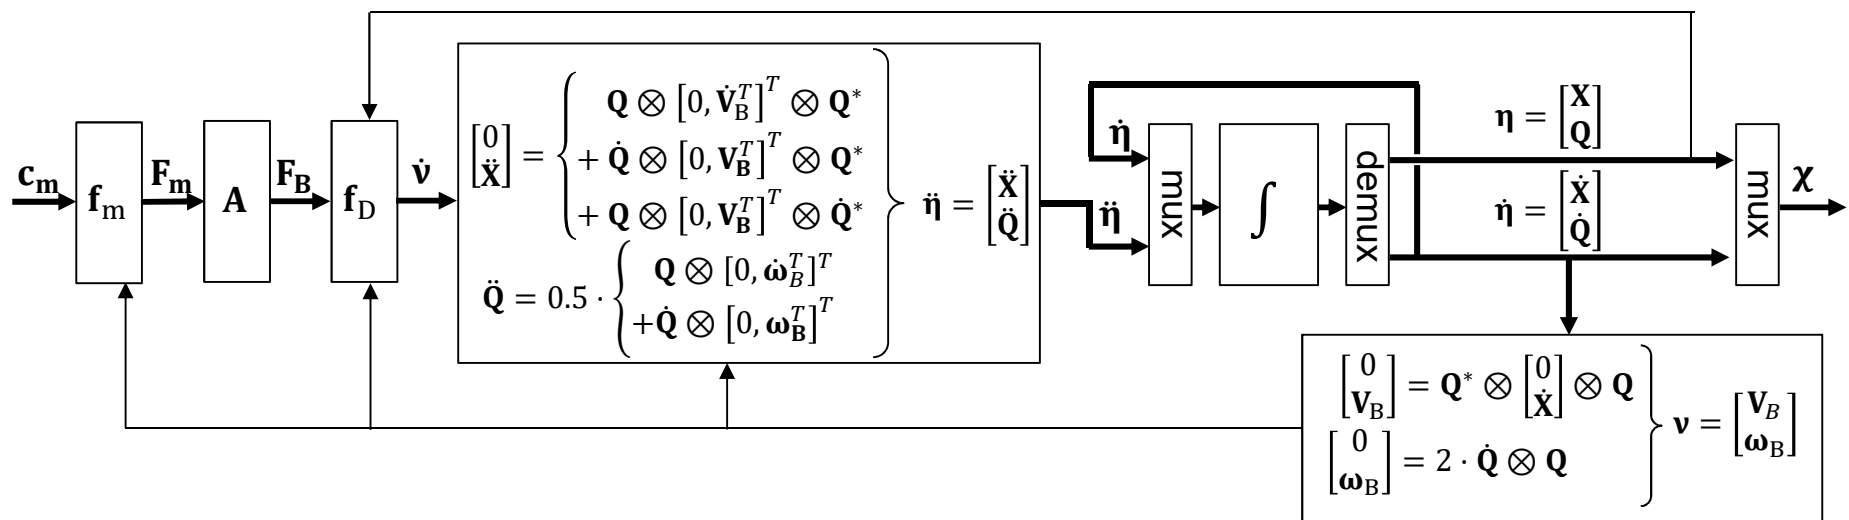 c_m
f_m
F_m
A
F_B
f_D
ν̇
[0; Ẍ] = { Q ⊗ [0, V̇_B^T]^T ⊗ Q*
+ Q̇ ⊗ [0, V_B^T]^T ⊗ Q*
+ Q ⊗ [0, V_B^T]^T ⊗ Q̇*
Q̈ = 0.5 · { Q ⊗ [0, ω̇_B^T]^T
+Q̇ ⊗ [0, ω_B^T]^T
} η̈ = [Ẍ; Q̈]
η̇
η̈
mux
∫
demux
η = [X; Q]
η̇ = [Ẋ; Q̇]
mux
χ
[0; V_B] = Q* ⊗ [0; Ẋ] ⊗ Q
[0; ω_B] = 2 · Q̇ ⊗ Q
} ν = [V_B; ω_B]